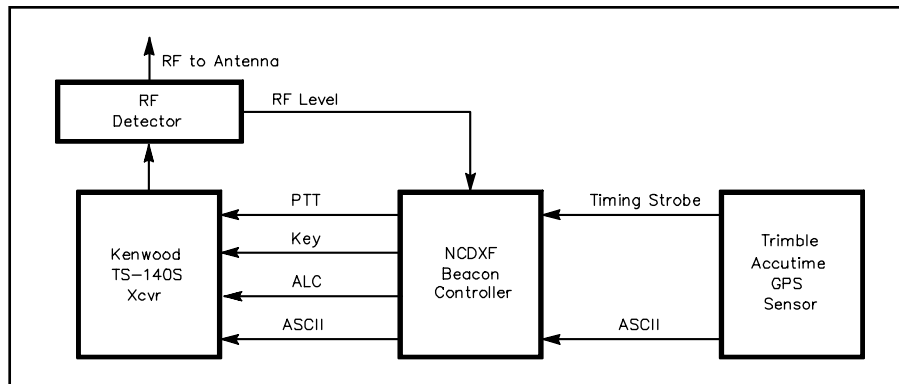 RF to Antenna
RF
Detector
RF Level
Kenwood
TS-140S
Xcvr
PTT
Key
ALC
ASCII
NCDXF
Beacon
Controller
Timing Strobe
ASCII
Trimble
Accutime
GPS
Sensor